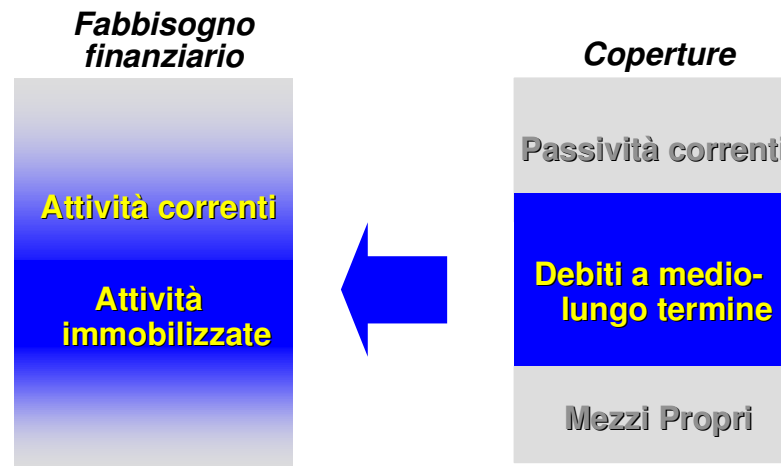 Fabbisogno
finanziario
Coperture
Passività correnti
Attività correnti
Debiti a medio-
lungo termine
Attività
immobilizzate
Mezzi Propri